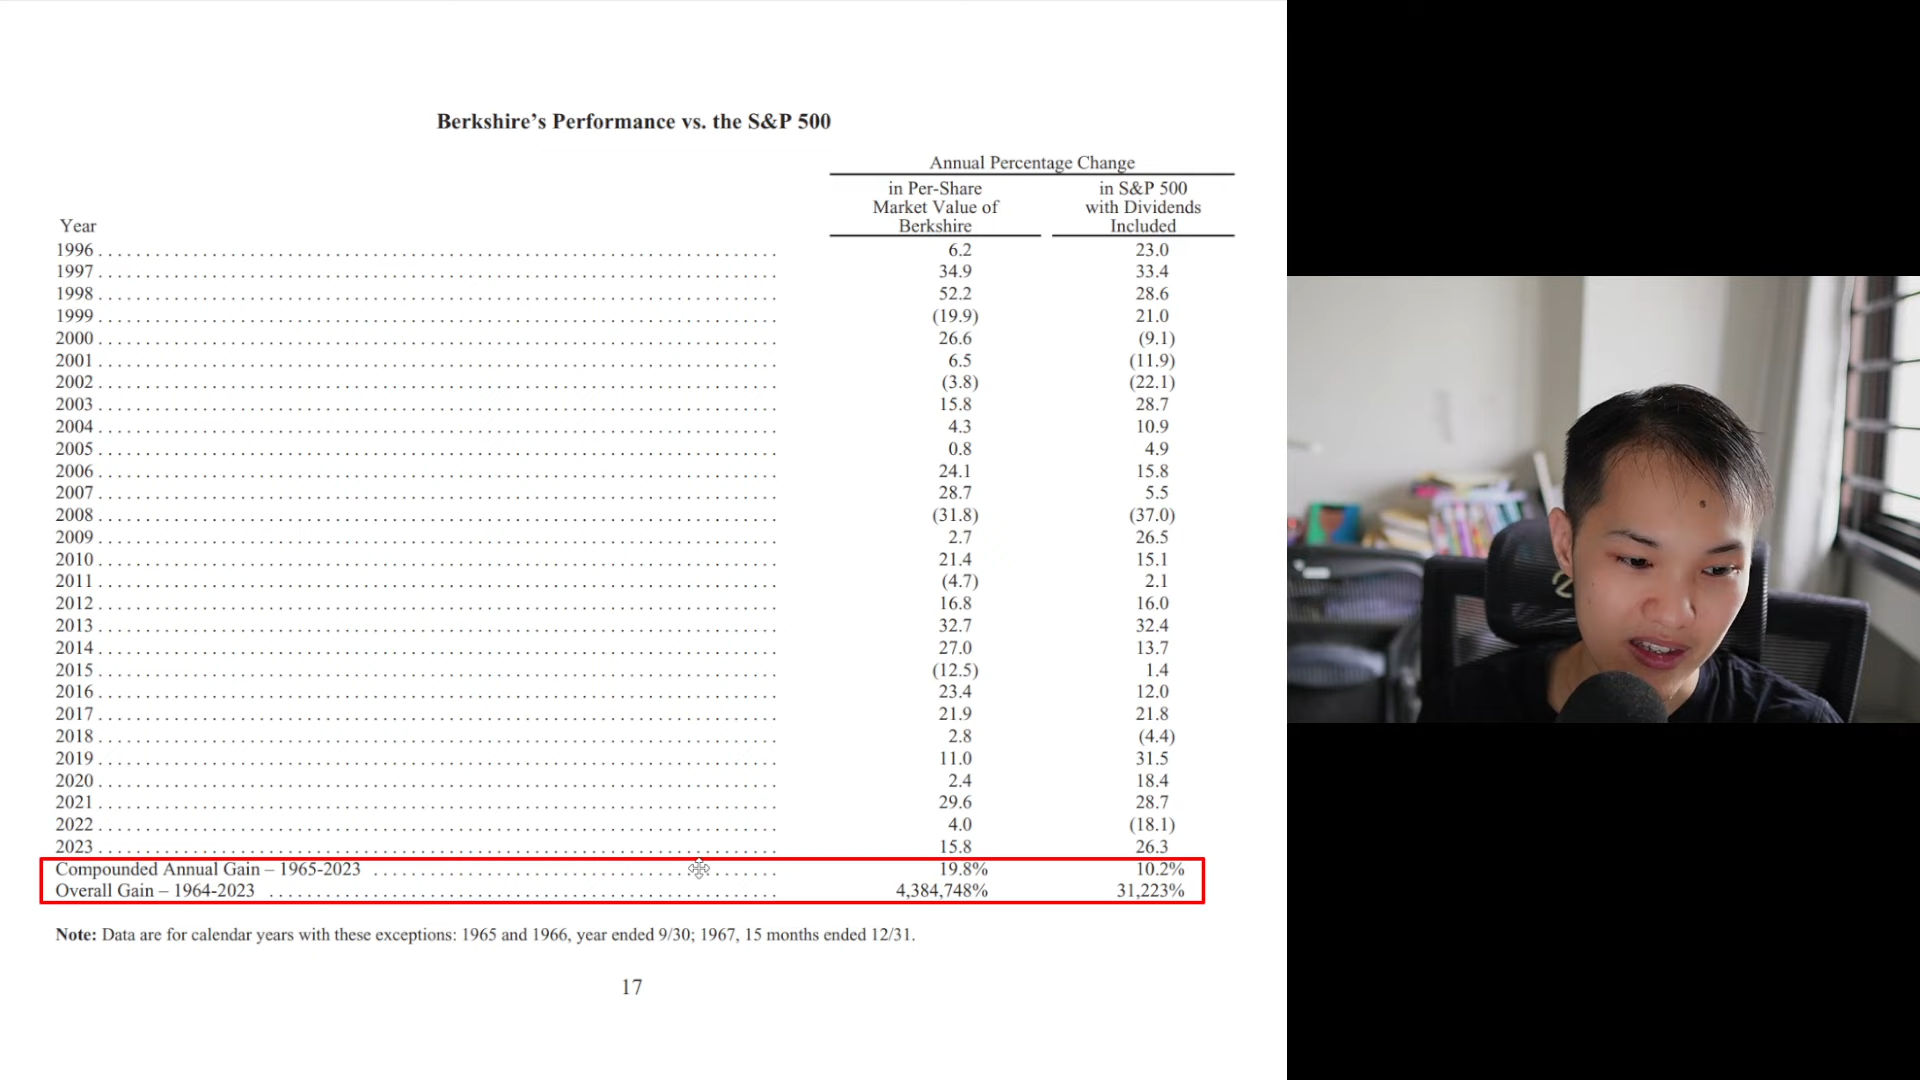 Berkshire’s Performance vs. the S&P 500
Annual Percentage Change
in Per-Share Market Value of Berkshire
in S&P 500 with Dividends Included
Year
1996 6.2 23.0
1997 34.9 33.4
1998 52.2 28.6
1999 (19.9) 21.0
2000 26.6 (9.1)
2001 6.5 (11.9)
2002 (3.8) (22.1)
2003 15.8 28.7
2004 4.3 10.9
2005 0.8 4.9
2006 24.1 15.8
2007 28.7 5.5
2008 (31.8) (37.0)
2009 2.7 26.5
2010 21.4 15.1
2011 (4.7) 2.1
2012 16.8 16.0
2013 32.7 32.4
2014 27.0 13.7
2015 (12.5) 1.4
2016 23.4 12.0
2017 21.9 21.8
2018 2.8 (4.4)
2019 11.0 31.5
2020 2.4 18.4
2021 29.6 28.7
2022 4.0 (18.1)
2023 15.8 26.3
Compounded Annual Gain – 1965-2023 19.8% 10.2%
Overall Gain – 1964-2023 4,384,748% 31,223%
Note: Data are for calendar years with these exceptions: 1965 and 1966, year ended 9/30; 1967, 15 months ended 12/31.
17